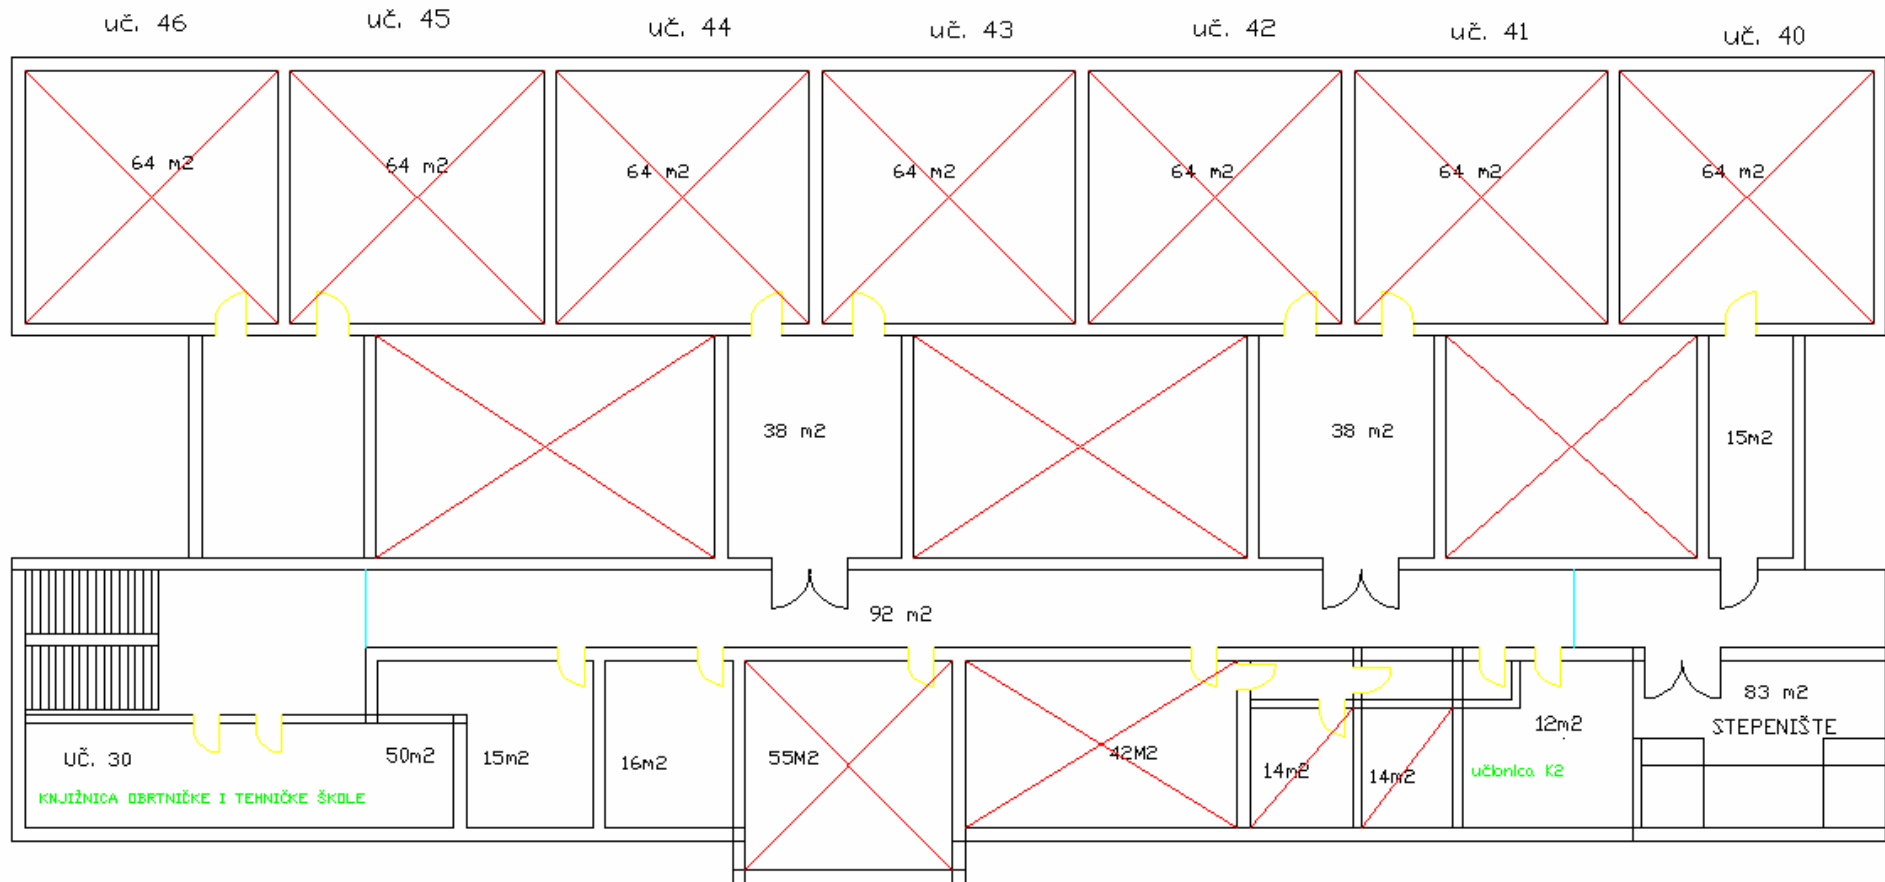 uč. 46
uč. 45
uč. 44
uč. 43
uč. 42
uč. 41
uč. 40
64 m2
64 m2
64 m2
64 m2
64 m2
64 m2
64 m2
38 m2
38 m2
15m2
92 m2
83 m2
STEPENIŠTE
12m2
UČ. 30
50m2
15m2
16m2
55M2
42M2
14m2
14m2
učionica K2
KNJIŽNICA OBRTNIČKE I TEHNIČKE ŠKOLE